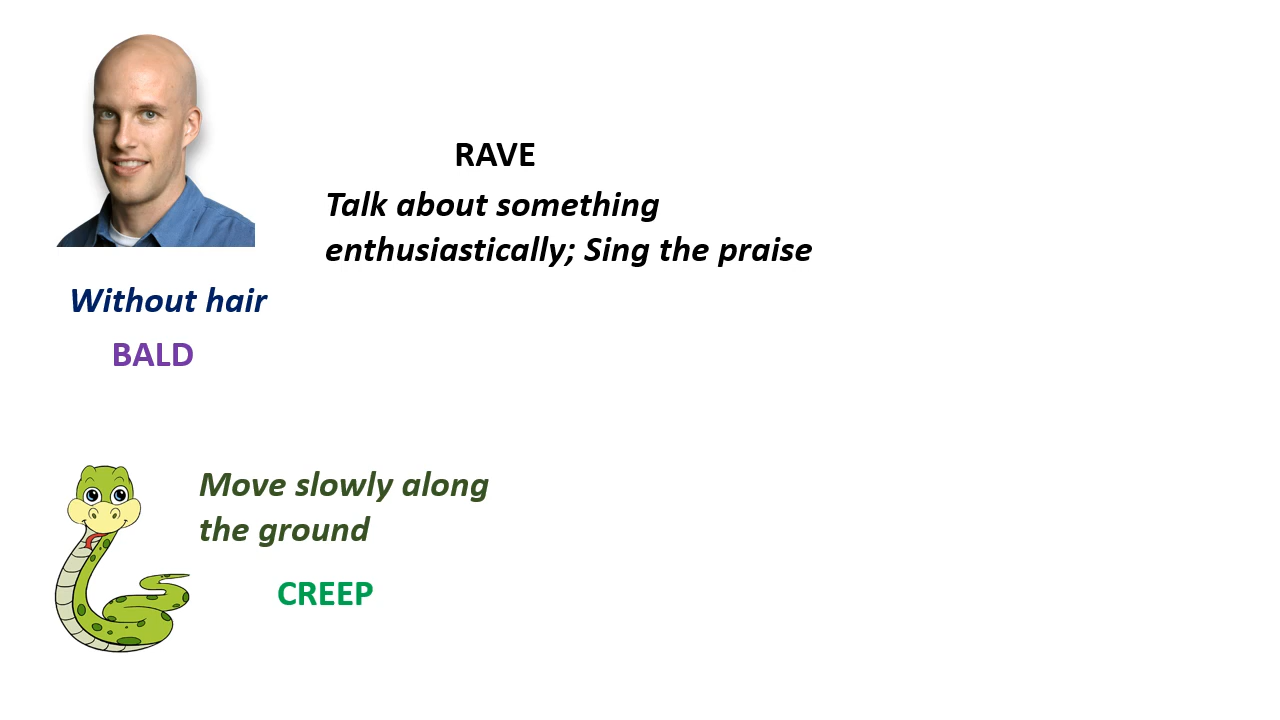 RAVE
Talk about something
enthusiastically; Sing the praise
Without hair
BALD
Move slowly along
the ground
CREEP